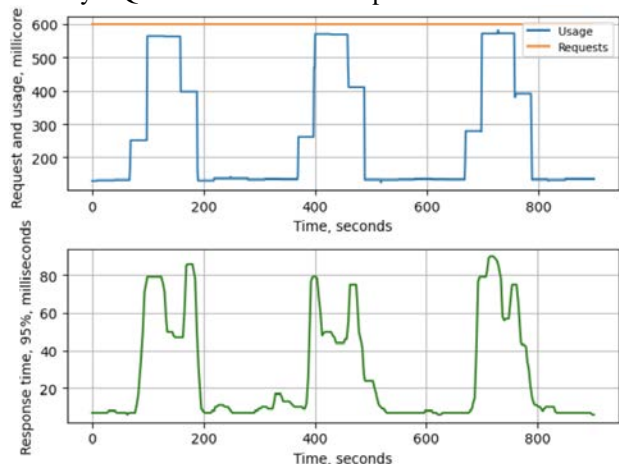 600
500
400
300
200
Request and usage, millicore
Usage
Requests
0 200 400 600 800
Time, seconds
80
60
40
20
Response time, 95%, milliseconds
0 200 400 600 800
Time, seconds